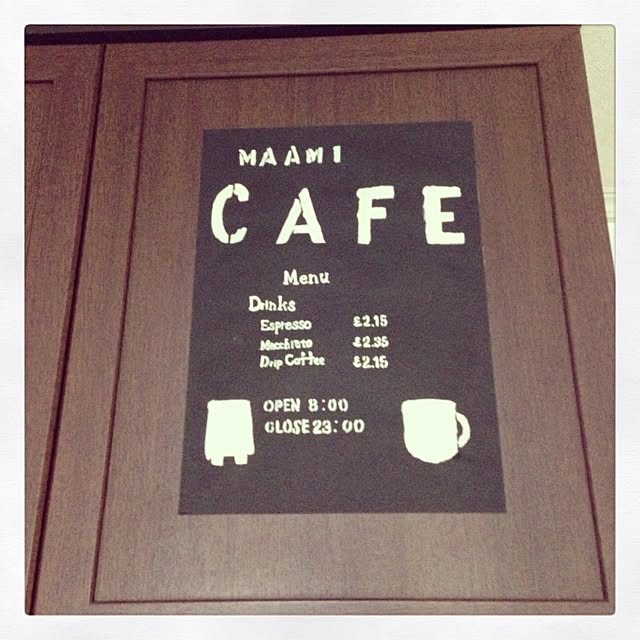 MAAMI
CAFE
Menu
Drinks
Espresso £2.15
Macchiato £2.35
Drip Coffee £2.15
OPEN 8:00
CLOSE 23:00